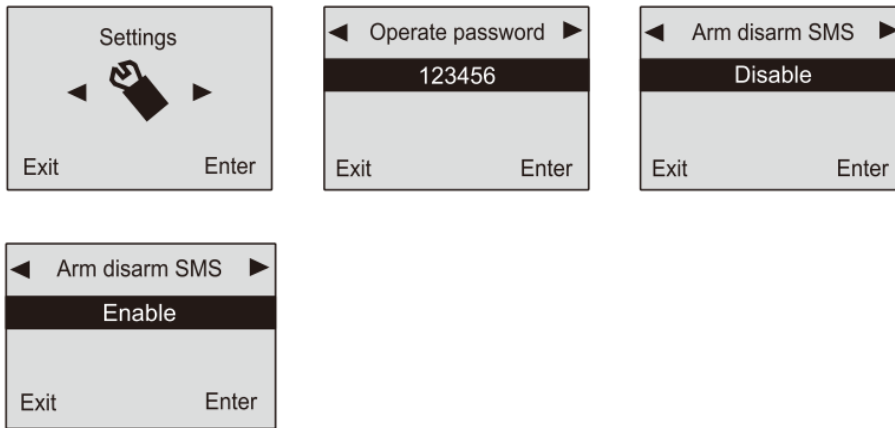 Settings
Exit Enter
Operate password
123456
Exit Enter
Arm disarm SMS
Disable
Exit Enter
Arm disarm SMS
Enable
Exit Enter